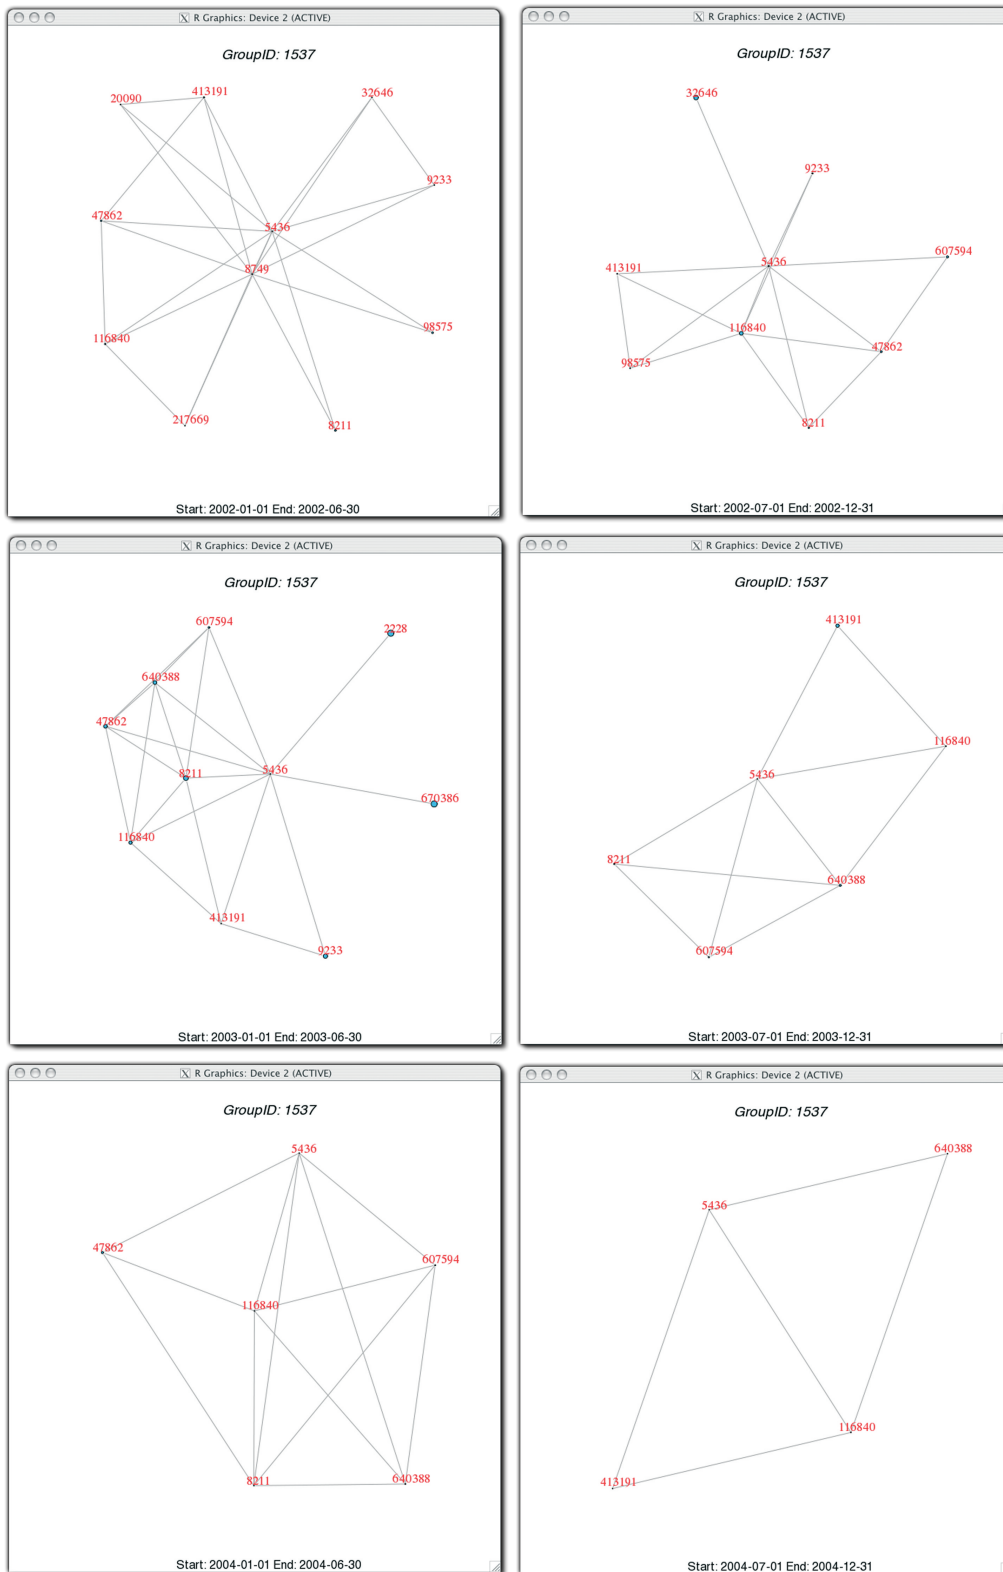 X R Graphics: Device 2 (ACTIVE)
GroupID: 1537
20090
413191
32646
9233
47862
5436
8749
98575
116840
217669
8211
Start: 2002-01-01 End: 2002-06-30
X R Graphics: Device 2 (ACTIVE)
GroupID: 1537
32646
9233
607594
5436
413191
116840
47862
98575
8211
Start: 2002-07-01 End: 2002-12-31
X R Graphics: Device 2 (ACTIVE)
GroupID: 1537
607594
2228
640388
47862
8211
5436
670386
116840
413191
9233
Start: 2003-01-01 End: 2003-06-30
X R Graphics: Device 2 (ACTIVE)
GroupID: 1537
413191
116840
5436
8211
640388
607594
Start: 2003-07-01 End: 2003-12-31
X R Graphics: Device 2 (ACTIVE)
GroupID: 1537
5436
47862
607594
116840
8211
640388
Start: 2004-01-01 End: 2004-06-30
X R Graphics: Device 2 (ACTIVE)
GroupID: 1537
640388
5436
116840
413191
Start: 2004-07-01 End: 2004-12-31